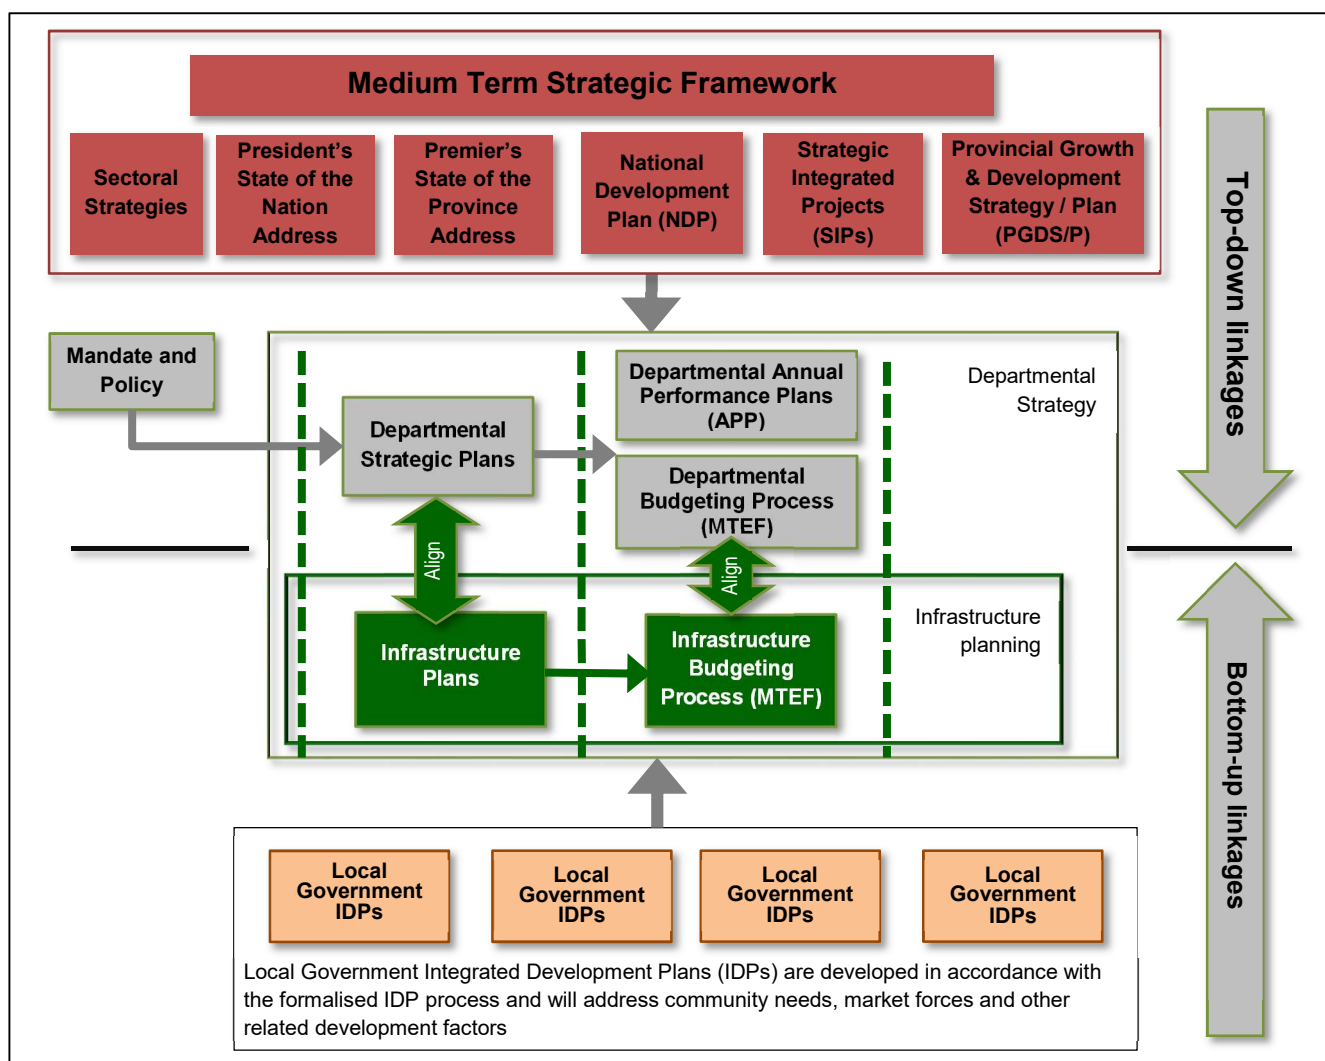 Medium Term Strategic Framework
Sectoral
Strategies
President’s
State of the
Nation
Address
Premier’s
State of the
Province
Address
National
Development
Plan (NDP)
Strategic
Integrated
Projects
(SIPs)
Provincial Growth
& Development
Strategy / Plan
(PGDS/P)
Top-down linkages
Mandate and
Policy
Departmental
Strategic Plans
Departmental Annual
Performance Plans
(APP)
Departmental
Strategy
Departmental
Budgeting Process
(MTEF)
Align
Align
Infrastructure
Plans
Infrastructure
Budgeting
Process (MTEF)
Infrastructure
planning
Bottom-up linkages
Local
Government
IDPs
Local
Government
IDPs
Local
Government
IDPs
Local
Government
IDPs
Local Government Integrated Development Plans (IDPs) are developed in accordance with
the formalised IDP process and will address community needs, market forces and other
related development factors